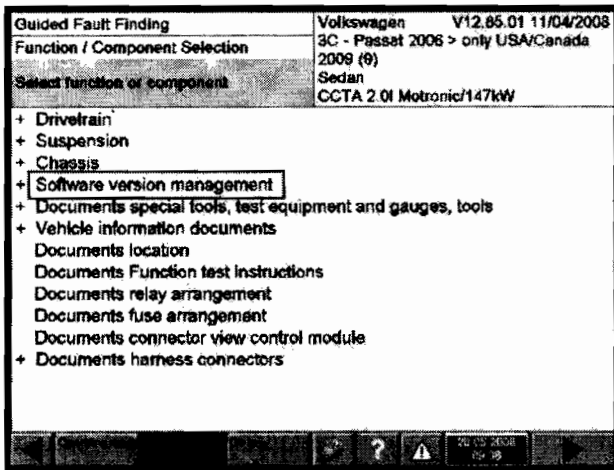 Guided Fault Finding
Function / Component Selection
Select function or component
Volkswagen V12.85.01 11/04/2008
3C - Passat 2006 > only USA/Canada
2009 (9)
Sedan
CCTA 2.0l Motronic/147kW
+ Drivetrain
+ Suspension
+ Chassis
+ Software version management
+ Documents special tools, test equipment and gauges, tools
+ Vehicle information documents
Documents location
Documents Function test instructions
Documents relay arrangement
Documents fuse arrangement
Documents connector view control module
+ Documents harness connectors
?